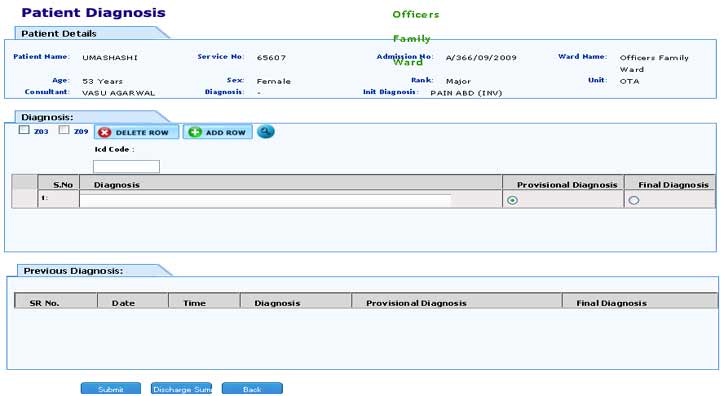 Patient Diagnosis
Officers
Family
Ward
Patient Details
Patient Name: UMASHASHI Service No: 65607 Admission No: A/366/09/2009 Ward Name: Officers Family
Ward
Age: 53 Years Sex: Female Rank: Major Unit: OTA
Consultant: VASU AGARWAL Diagnosis: - Init Diagnosis: PAIN ABD (INV)
Diagnosis:
Z03 Z09 DELETE ROW ADD ROW
Icd Code :
S.No Diagnosis Provisional Diagnosis Final Diagnosis
1:
Previous Diagnosis:
SR No. Date Time Diagnosis Provisional Diagnosis Final Diagnosis
Submit Discharge Sum Back